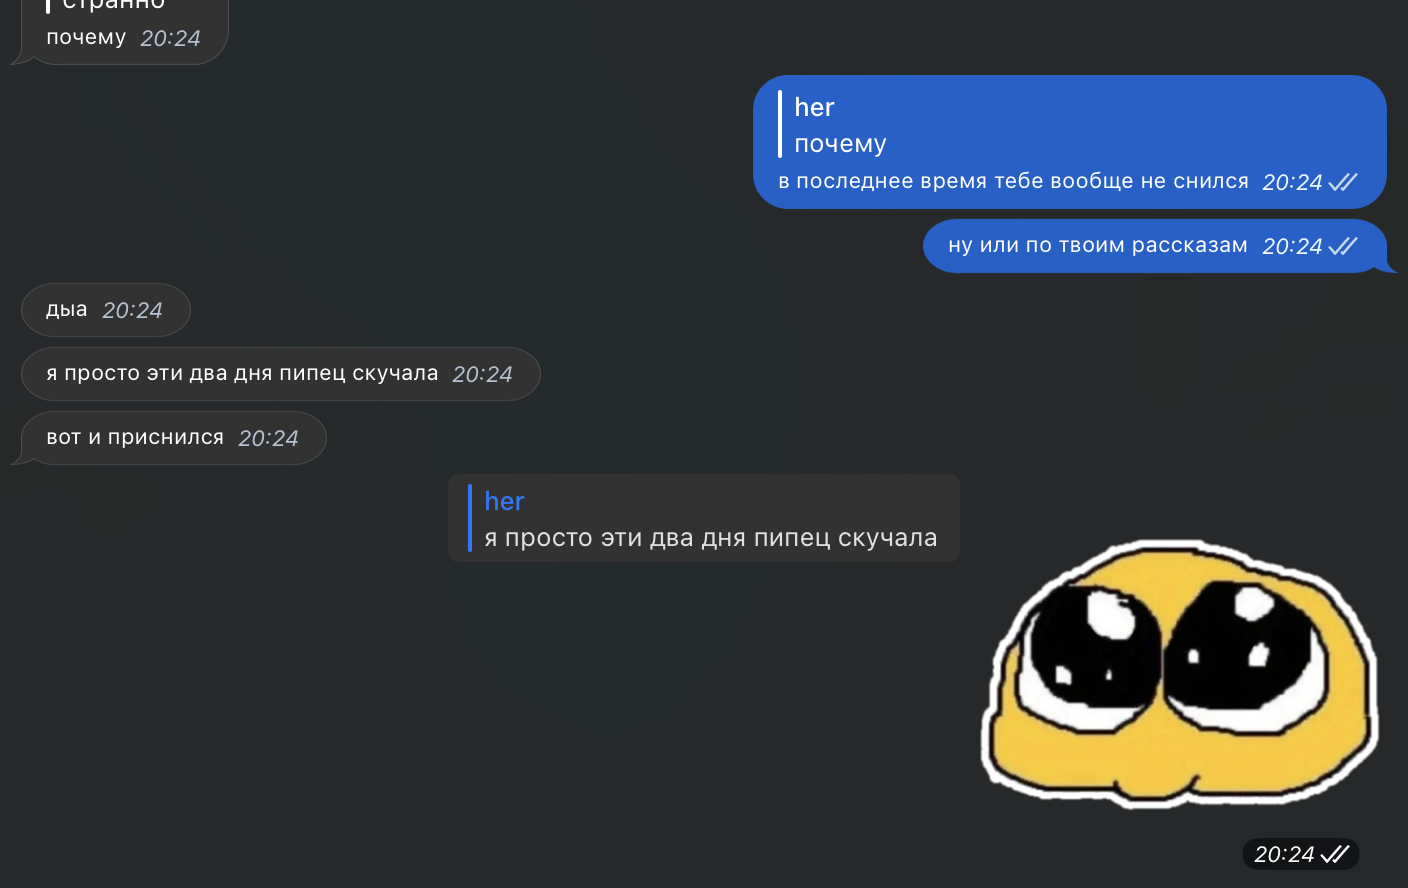 странно
почему 20:24
her
почему
в последнее время тебе вообще не снился 20:24
ну или по твоим рассказам 20:24
дыа 20:24
я просто эти два дня пипец скучала 20:24
вот и приснился 20:24
her
я просто эти два дня пипец скучала
20:24